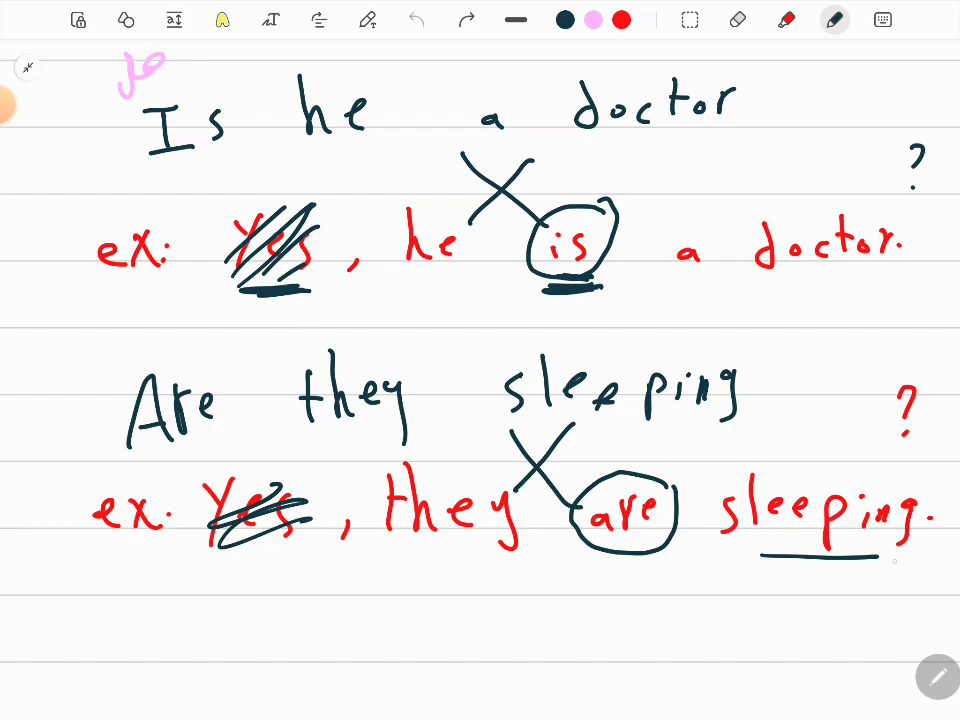 Is he a doctor ?
ex: Yes, he is a doctor.
Are they sleeping ?
ex. Yes, they are sleeping.